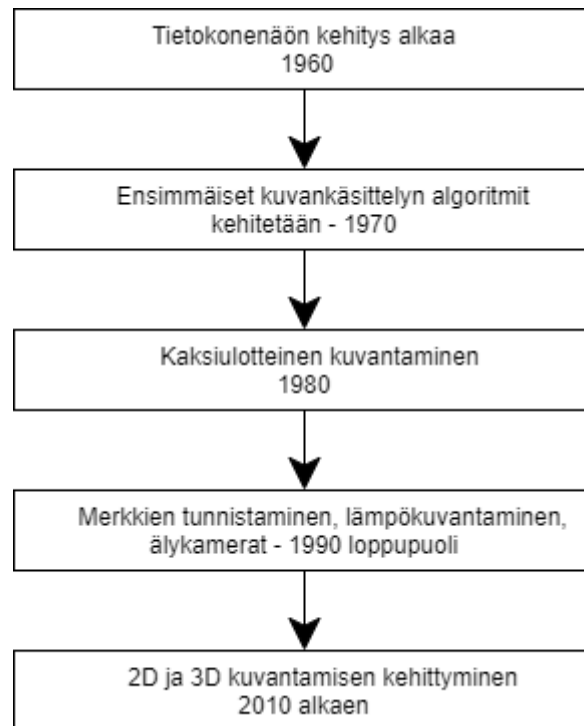 Tietokonenäön kehitys alkaa
1960
Ensimmäiset kuvankäsittelyn algoritmit
kehitetään - 1970
Kaksiulotteinen kuvantaminen
1980
Merkkien tunnistaminen, lämpökuvantaminen,
älykamerat - 1990 loppupuoli
2D ja 3D kuvantamisen kehittyminen
2010 alkaen